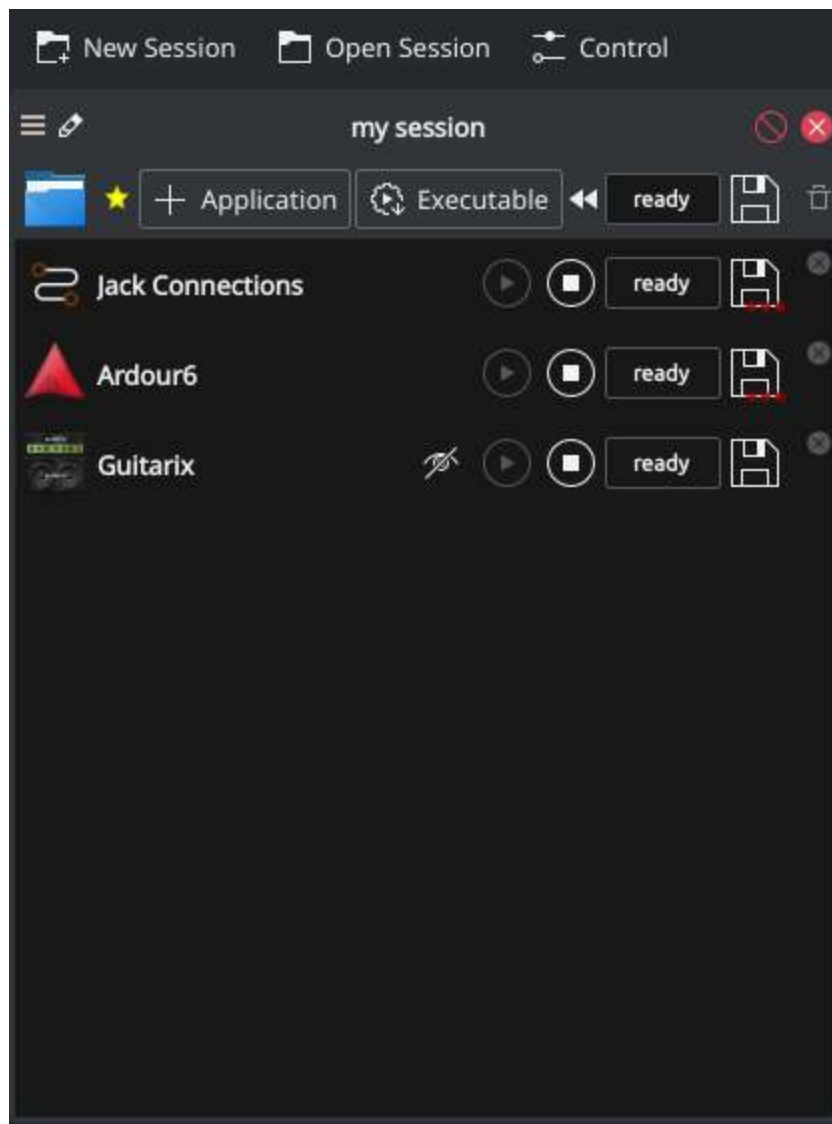 New Session Open Session Control
my session
Application Executable ready
Jack Connections ready
Ardour6 ready
Guitarix ready